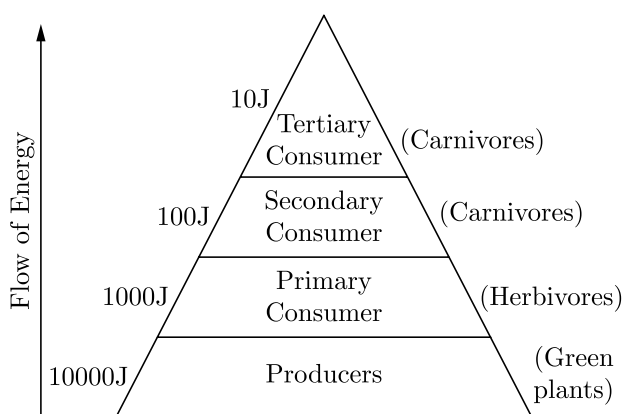 10J
Tertiary
Consumer
(Carnivores)
100J
Secondary
Consumer
(Carnivores)
Flow of Energy
1000J
Primary
Consumer
(Herbivores)
10000J
Producers
(Green
plants)